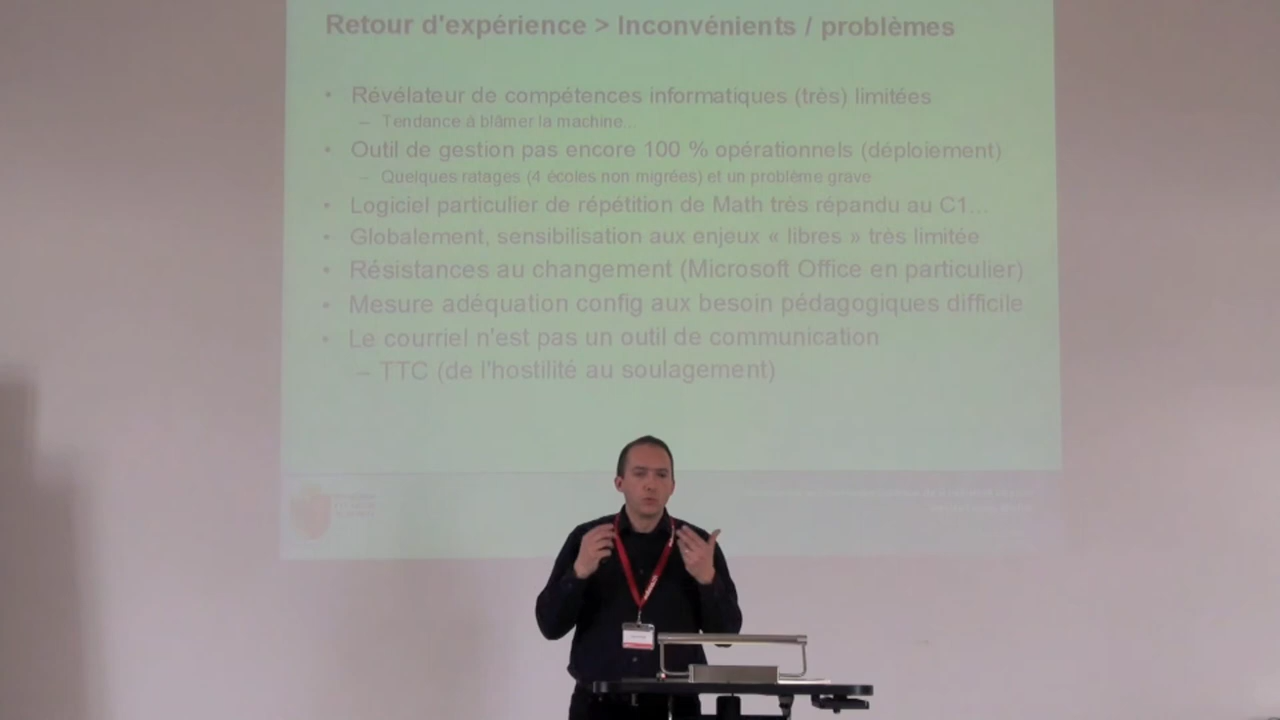 Retour d'expérience > Inconvénients / problèmes
• Révélateur de compétences informatiques (très) limitées
– Tendance à blâmer la machine...
• Outil de gestion pas encore 100 % opérationnels (déploiement)
– Quelques ratages (4 écoles non migrées) et un problème grave
• Logiciel particulier de répétition de Math très répandu au C1...
• Globalement, sensibilisation aux enjeux « libres » très limitée
• Résistances au changement (Microsoft Office en particulier)
• Mesure adéquation config aux besoin pédagogiques difficile
• Le courriel n'est pas un outil de communication
– TTC (de l'hostilité au soulagement)